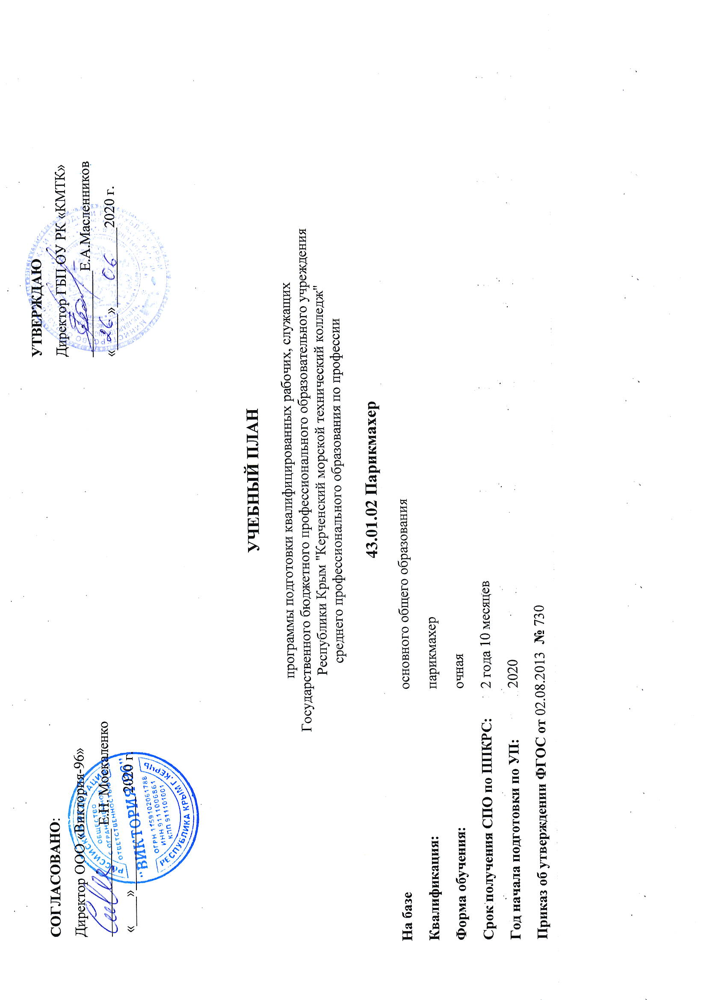 СОГЛАСОВАНО:
Директор ООО «Виктория-96»
Е.Н. Москаленко
«____» ____________ 2020 г.
РЕСПУБЛИКА КРЫМ Г.КЕРЧЬ
ОБЩЕСТВО
С ОГРАНИЧЕННОЙ
ОТВЕТСТВЕННОСТЬЮ
"ВИКТОРИЯ-96"
ОГРН 1159102061788
ИНН 9111006861
КПП 911101001
УТВЕРЖДАЮ
Директор ГБП ОУ РК «КМТК»
Е.А.Масленников
« 26 » 06 2020 г.
УЧЕБНЫЙ ПЛАН
программы подготовки квалифицированных рабочих, служащих
Государственного бюджетного профессионального образовательного учреждения
Республики Крым "Керченский морской технический колледж"
среднего профессионального образования по профессии
43.01.02 Парикмахер
На базе основного общего образования
Квалификация: парикмахер
Форма обучения: очная
Срок получения СПО по ППКРС: 2 года 10 месяцев
Год начала подготовки по УП: 2020
Приказ об утверждении ФГОС от 02.08.2013 № 730